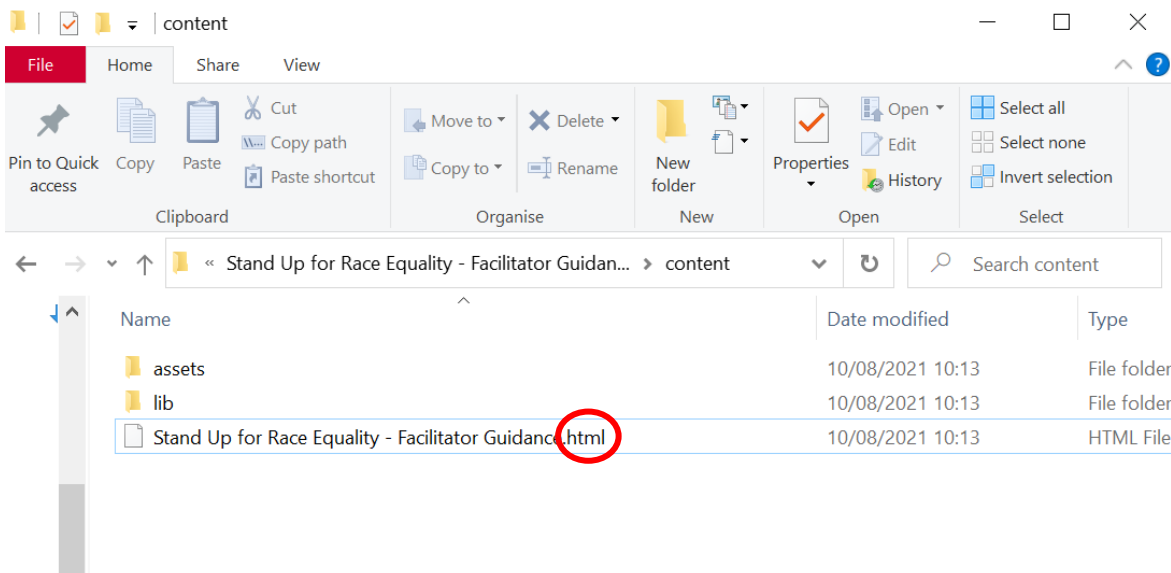 content
File Home Share View
Pin to Quick access
Copy
Paste
Cut
Copy path
Paste shortcut
Clipboard
Move to
Copy to
Delete
Rename
Organise
New folder
New
Properties
Open
Edit
History
Open
Select all
Select none
Invert selection
Select
« Stand Up for Race Equality - Facilitator Guidan... > content
Search content
Name Date modified Type
assets 10/08/2021 10:13 File folder
lib 10/08/2021 10:13 File folder
Stand Up for Race Equality - Facilitator Guidance.html 10/08/2021 10:13 HTML File